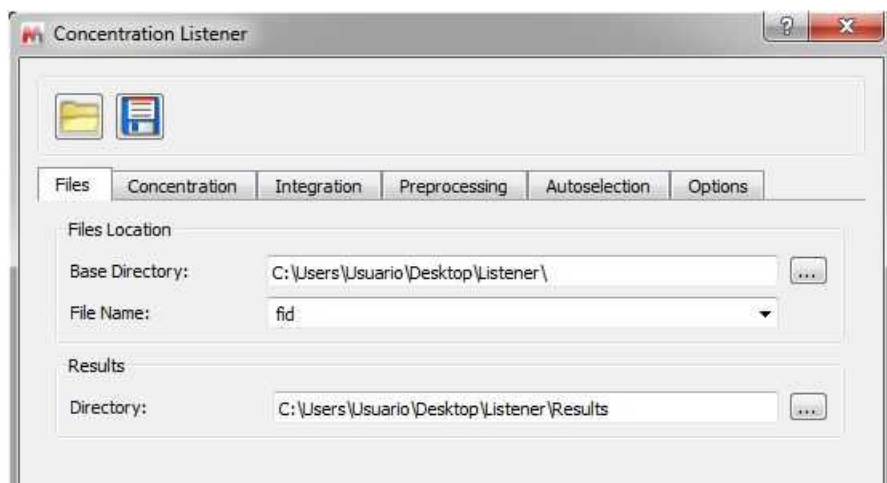 Concentration Listener
Files Concentration Integration Preprocessing Autoselection Options
Files Location
Base Directory: C:\Users\Usuario\Desktop\Listener\ ...
File Name: fid
Results
Directory: C:\Users\Usuario\Desktop\Listener\Results ...